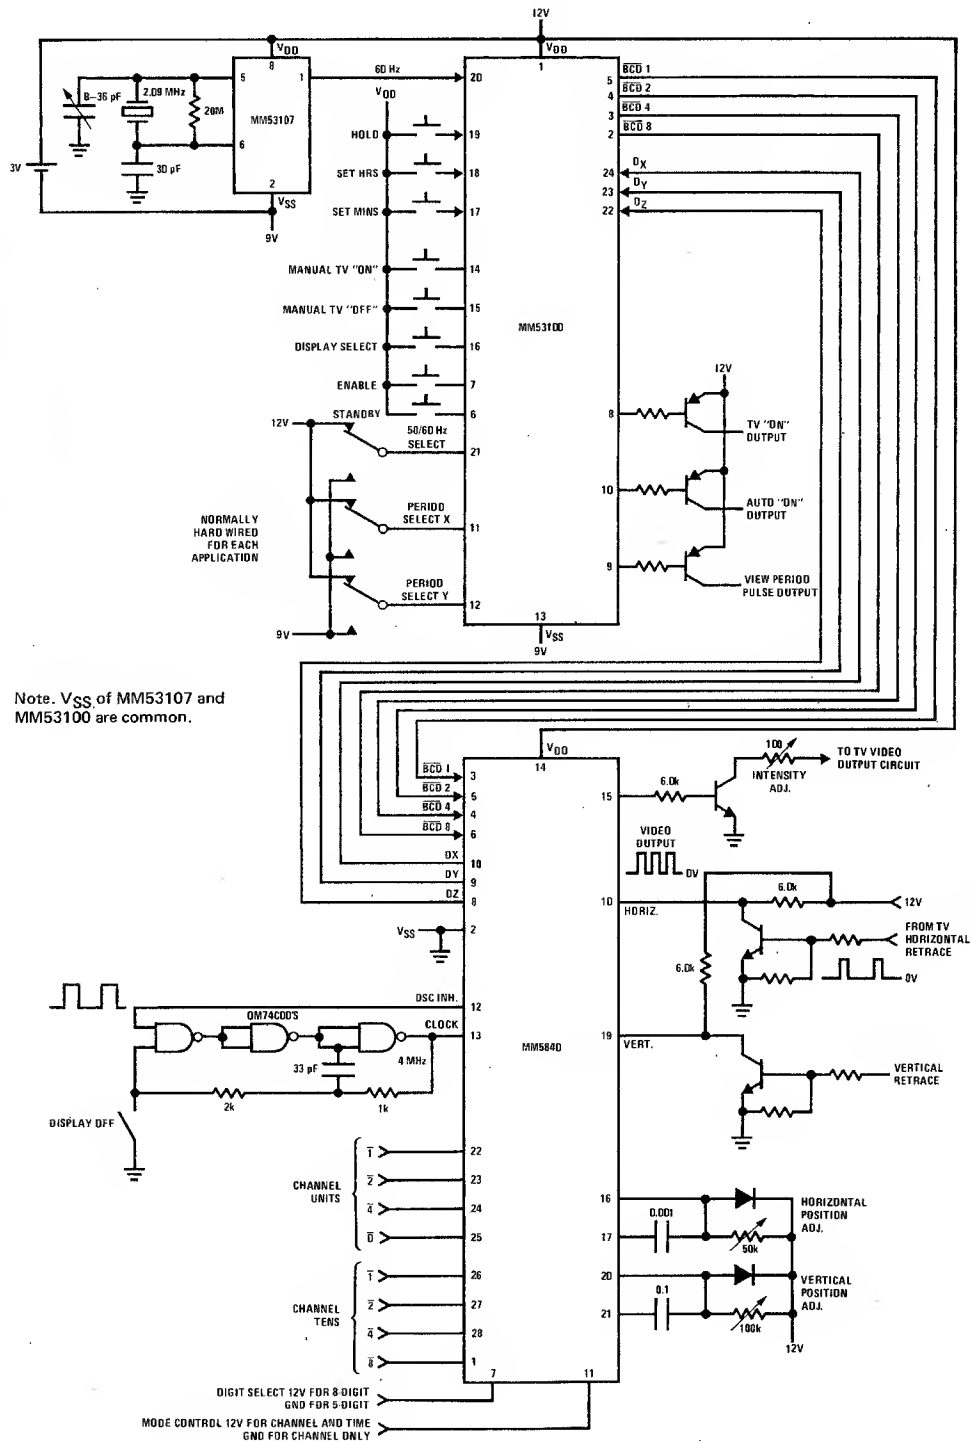 12V
VDD
8
VDD
1
5
1
60 Hz
20
BCD 1
5
BCD 2
4
BCD 4
3
BCD 8
2
8–36 pF
2.09 MHz
20M
MM53107
6
VDD
HOLD
19
DX
24
DY
23
DZ
22
3V
30 pF
2
VSS
9V
SET HRS
18
SET MINS
17
MANUAL TV "ON"
14
MANUAL TV "OFF"
15
MM53100
DISPLAY SELECT
16
ENABLE
7
12V
STANDBY
6
8
TV "ON"
OUTPUT
12V
50/60 Hz
SELECT
21
10
AUTO "ON"
OUTPUT
NORMALLY
HARD WIRED
FOR EACH
APPLICATION
PERIOD
SELECT X
11
9
VIEW PERIOD
PULSE OUTPUT
PERIOD
SELECT Y
12
9V
13
VSS
9V
Note. VSS of MM53107 and
MM53100 are common.
VDD
14
BCD 1
3
BCD 2
5
BCD 4
4
BCD 8
6
DX
10
DY
9
DZ
8
VSS
2
100
INTENSITY
ADJ.
TO TV VIDEO
OUTPUT CIRCUIT
15
6.0k
VIDEO
OUTPUT
0V
10
HORIZ.
6.0k
12V
FROM TV
HORIZONTAL
RETRACE
0V
6.0k
OSC INH.
12
DM74C00'S
CLOCK
13
4 MHz
33 pF
2k
1k
DISPLAY OFF
MM5840
19
VERT.
VERTICAL
RETRACE
CHANNEL
UNITS
1
22
2
23
4
24
0
25
CHANNEL
TENS
1
26
2
27
4
28
8
1
16
17
0.001
50k
HORIZONTAL
POSITION
ADJ.
20
21
0.1
100k
VERTICAL
POSITION
ADJ.
12V
7
11
DIGIT SELECT 12V FOR 8-DIGIT
GND FOR 5-DIGIT
MODE CONTROL 12V FOR CHANNEL AND TIME
GND FOR CHANNEL ONLY